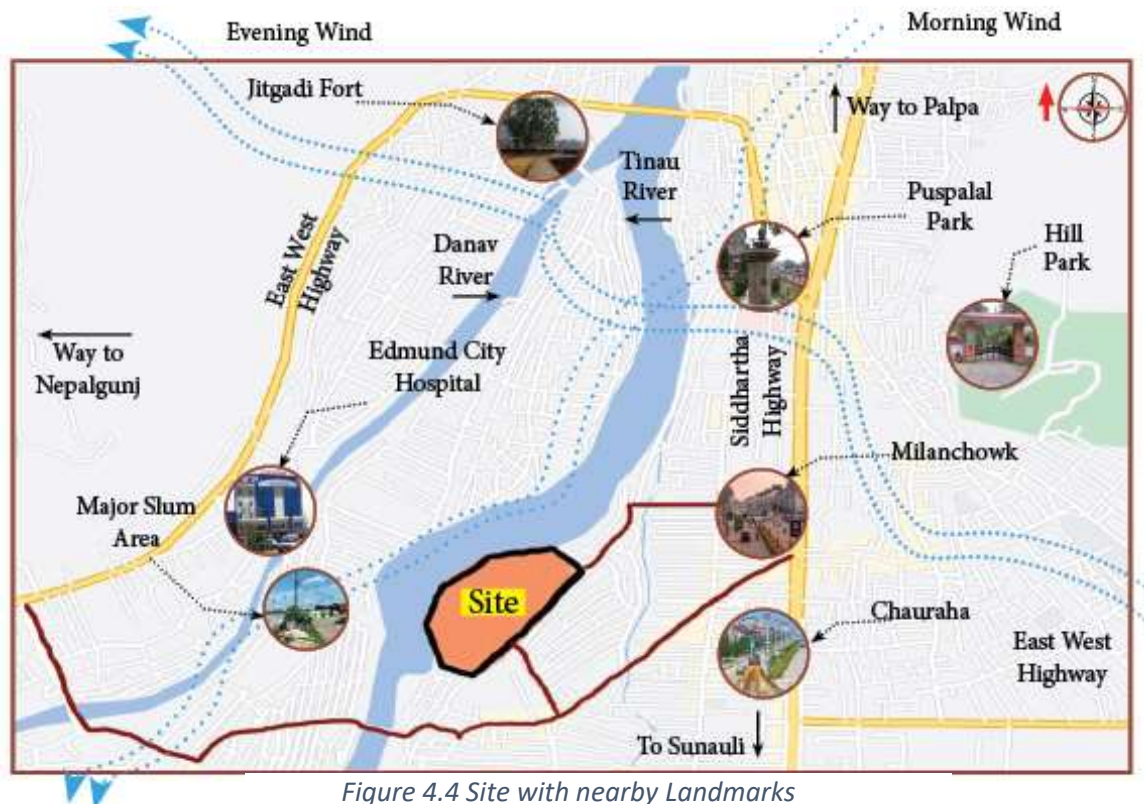 Evening Wind
Morning Wind
Jitgadi Fort
Way to Palpa
Tinau
River
Puspalal
Park
Hill
Park
Danav
River
East West
Highway
Way to
Nepalgunj
Edmund City
Hospital
Siddhartha
Highway
Milanchowk
Major Slum
Area
Site
Chauraha
East West
Highway
To Sunauli
Figure 4.4 Site with nearby Landmarks